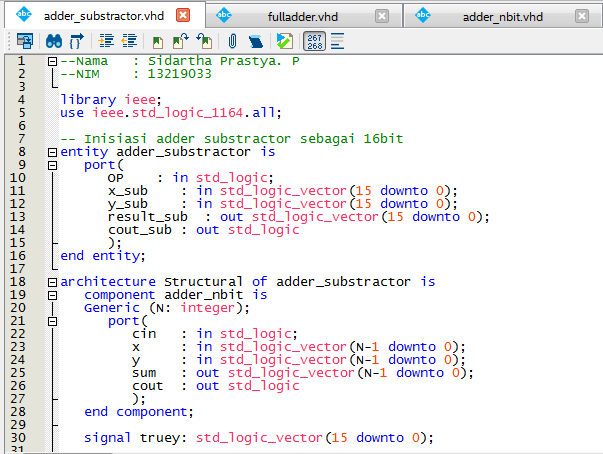 adder_substractor.vhd fulladder.vhd adder_nbit.vhd
267
268
1 --Nama : Sidartha Prastya. P
2 --NIM : 13219033
3
4 library ieee;
5 use ieee.std_logic_1164.all;
6
7 -- Inisiasi adder substractor sebagai 16bit
8 entity adder_substractor is
9 port(
10 OP : in std_logic;
11 x_sub : in std_logic_vector(15 downto 0);
12 y_sub : in std_logic_vector(15 downto 0);
13 result_sub : out std_logic_vector(15 downto 0);
14 cout_sub : out std_logic
15 );
16 end entity;
17
18 architecture Structural of adder_substractor is
19 component adder_nbit is
20 Generic (N: integer);
21 port(
22 cin : in std_logic;
23 x : in std_logic_vector(N-1 downto 0);
24 y : in std_logic_vector(N-1 downto 0);
25 sum : out std_logic_vector(N-1 downto 0);
26 cout : out std_logic
27 );
28 end component;
29
30 signal truey: std_logic_vector(15 downto 0);
31